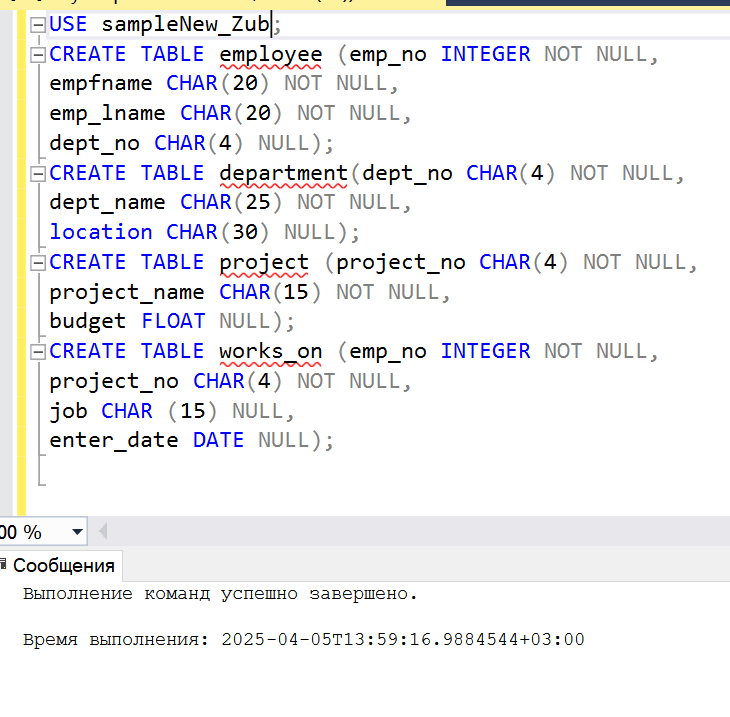 USE sampleNew_Zub;
CREATE TABLE employee (emp_no INTEGER NOT NULL,
empfname CHAR(20) NOT NULL,
emp_lname CHAR(20) NOT NULL,
dept_no CHAR(4) NULL);
CREATE TABLE department(dept_no CHAR(4) NOT NULL,
dept_name CHAR(25) NOT NULL,
location CHAR(30) NULL);
CREATE TABLE project (project_no CHAR(4) NOT NULL,
project_name CHAR(15) NOT NULL,
budget FLOAT NULL);
CREATE TABLE works_on (emp_no INTEGER NOT NULL,
project_no CHAR(4) NOT NULL,
job CHAR (15) NULL,
enter_date DATE NULL);
00 %
Сообщения
Выполнение команд успешно завершено.
Время выполнения: 2025-04-05T13:59:16.9884544+03:00